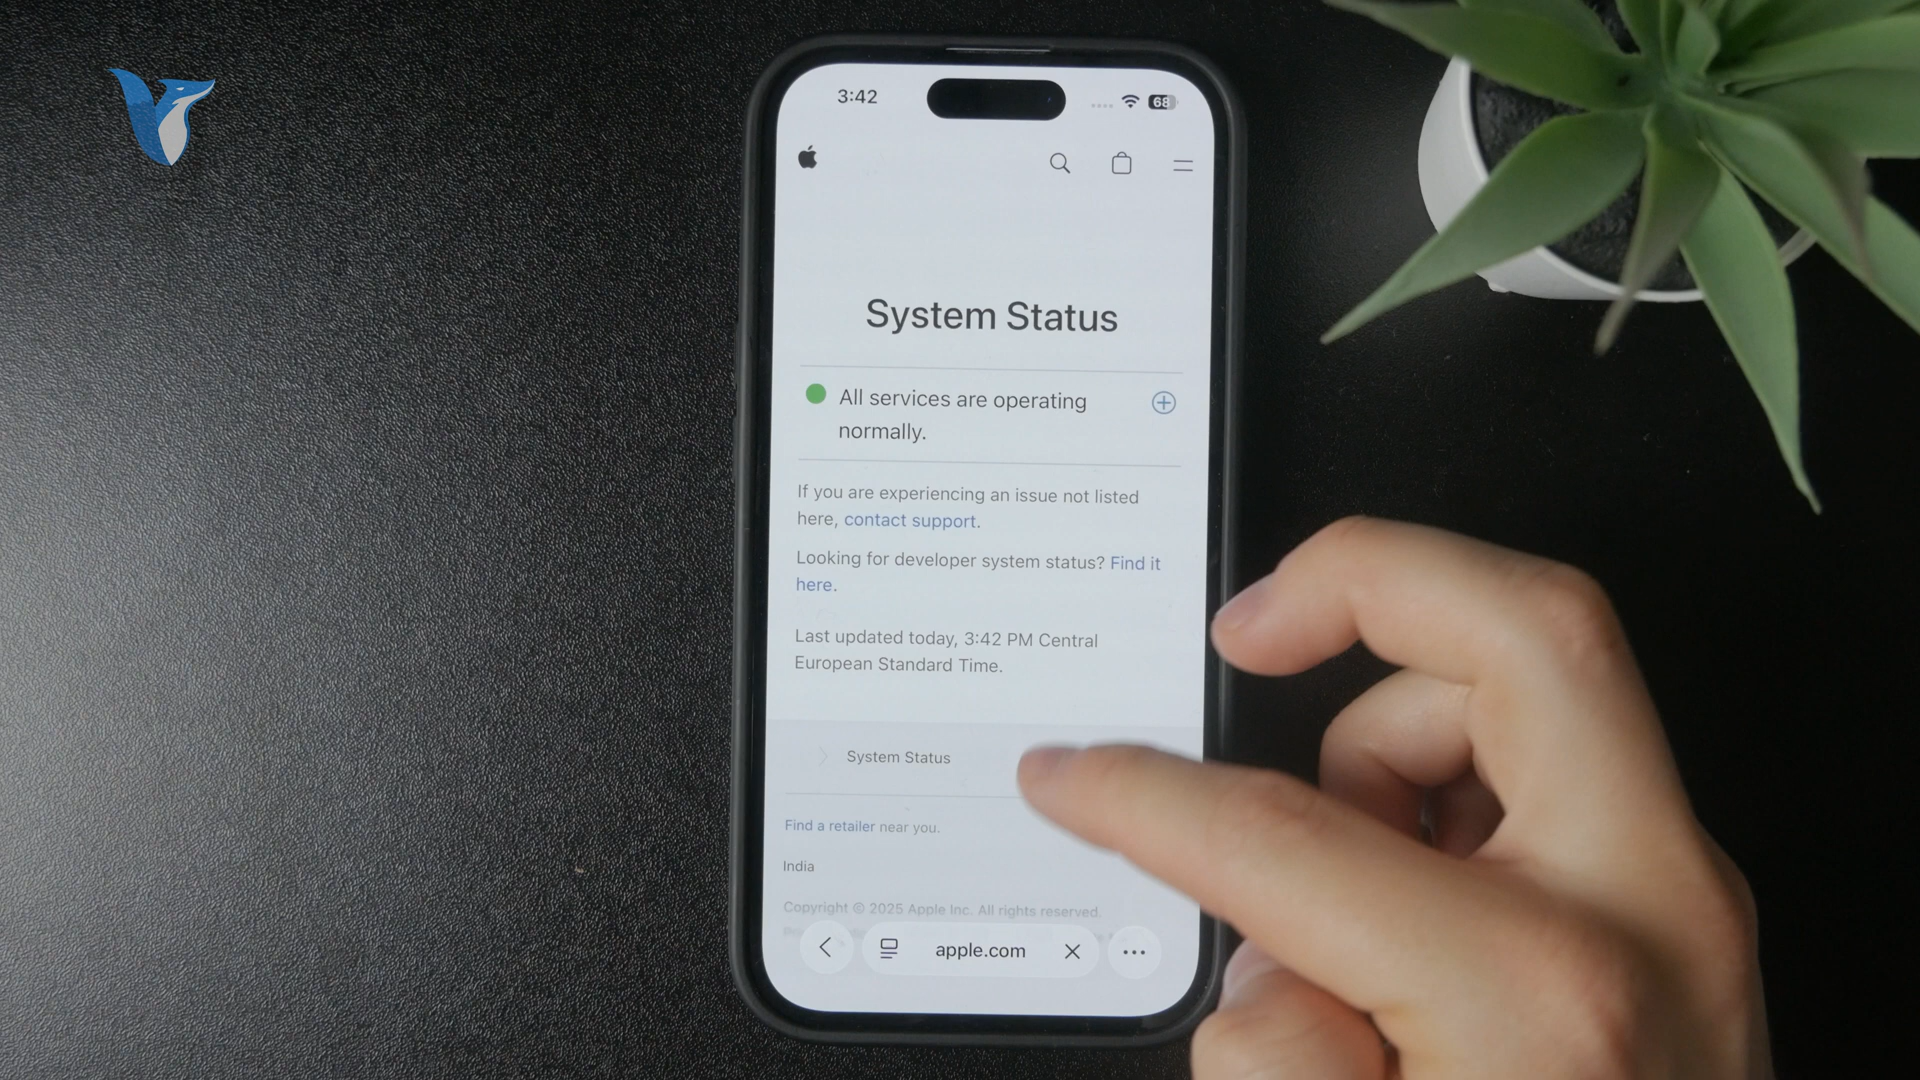 3:42
68
System Status
All services are operating
normally.
If you are experiencing an issue not listed
here, contact support.
Looking for developer system status? Find it
here.
Last updated today, 3:42 PM Central
European Standard Time.
System Status
Find a retailer near you.
India
Copyright © 2025 Apple Inc. All rights reserved.
apple.com